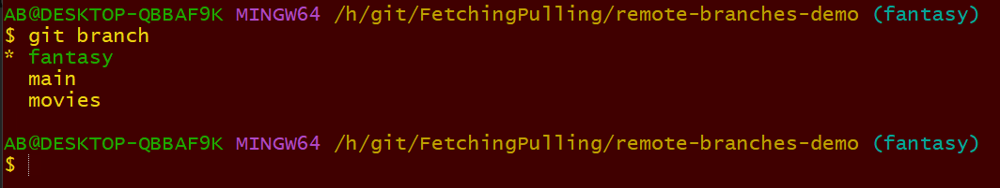 AB@DESKTOP-QBBAF9K MINGW64 /h/git/FetchingPulling/remote-branches-demo (fantasy)
$ git branch
* fantasy
  main
  movies

AB@DESKTOP-QBBAF9K MINGW64 /h/git/FetchingPulling/remote-branches-demo (fantasy)
$